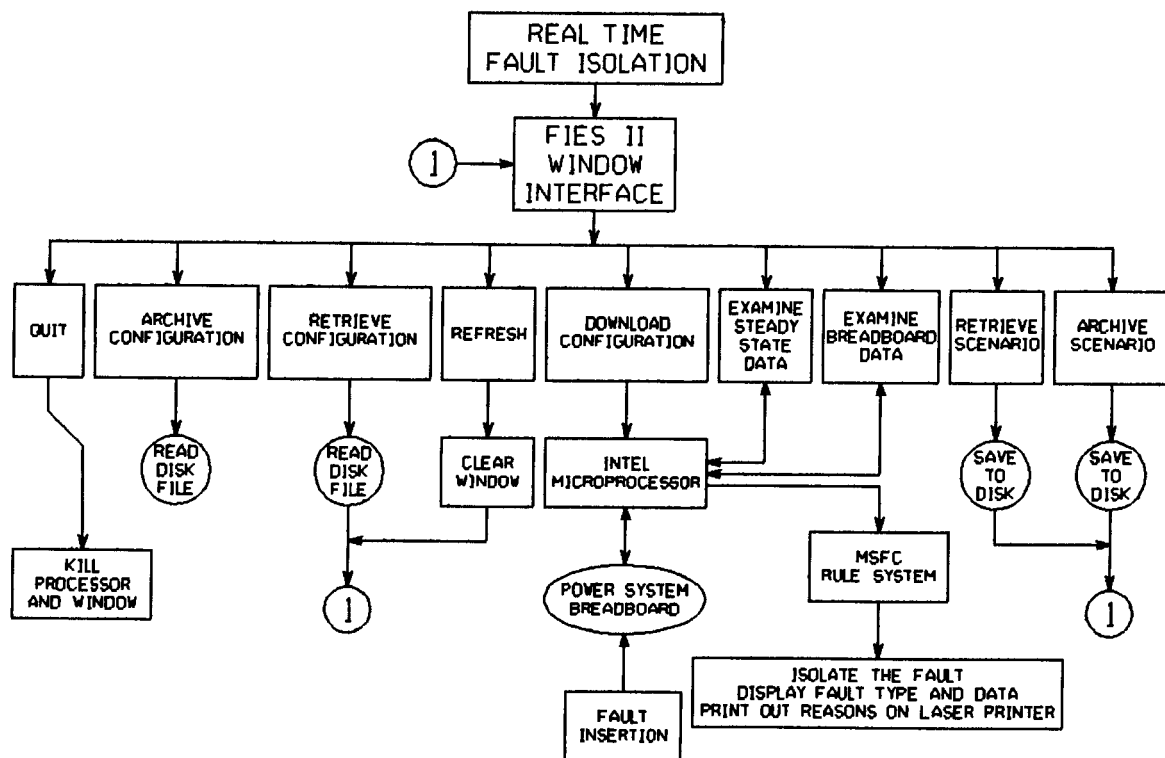 REAL TIME
FAULT ISOLATION
FIES II
WINDOW
INTERFACE
1
QUIT
ARCHIVE
CONFIGURATION
RETRIEVE
CONFIGURATION
REFRESH
DOWNLOAD
CONFIGURATION
EXAMINE
STEADY
STATE
DATA
EXAMINE
BREADBOARD
DATA
RETRIEVE
SCENARIO
ARCHIVE
SCENARIO
READ
DISK
FILE
READ
DISK
FILE
CLEAR
WINDOW
INTEL
MICROPROCESSOR
SAVE
TO
DISK
SAVE
TO
DISK
KILL
PROCESSOR
AND WINDOW
1
POWER SYSTEM
BREADBOARD
MSFC
RULE SYSTEM
1
FAULT
INSERTION
ISOLATE THE FAULT
DISPLAY FAULT TYPE AND DATA
PRINT OUT REASONS ON LASER PRINTER